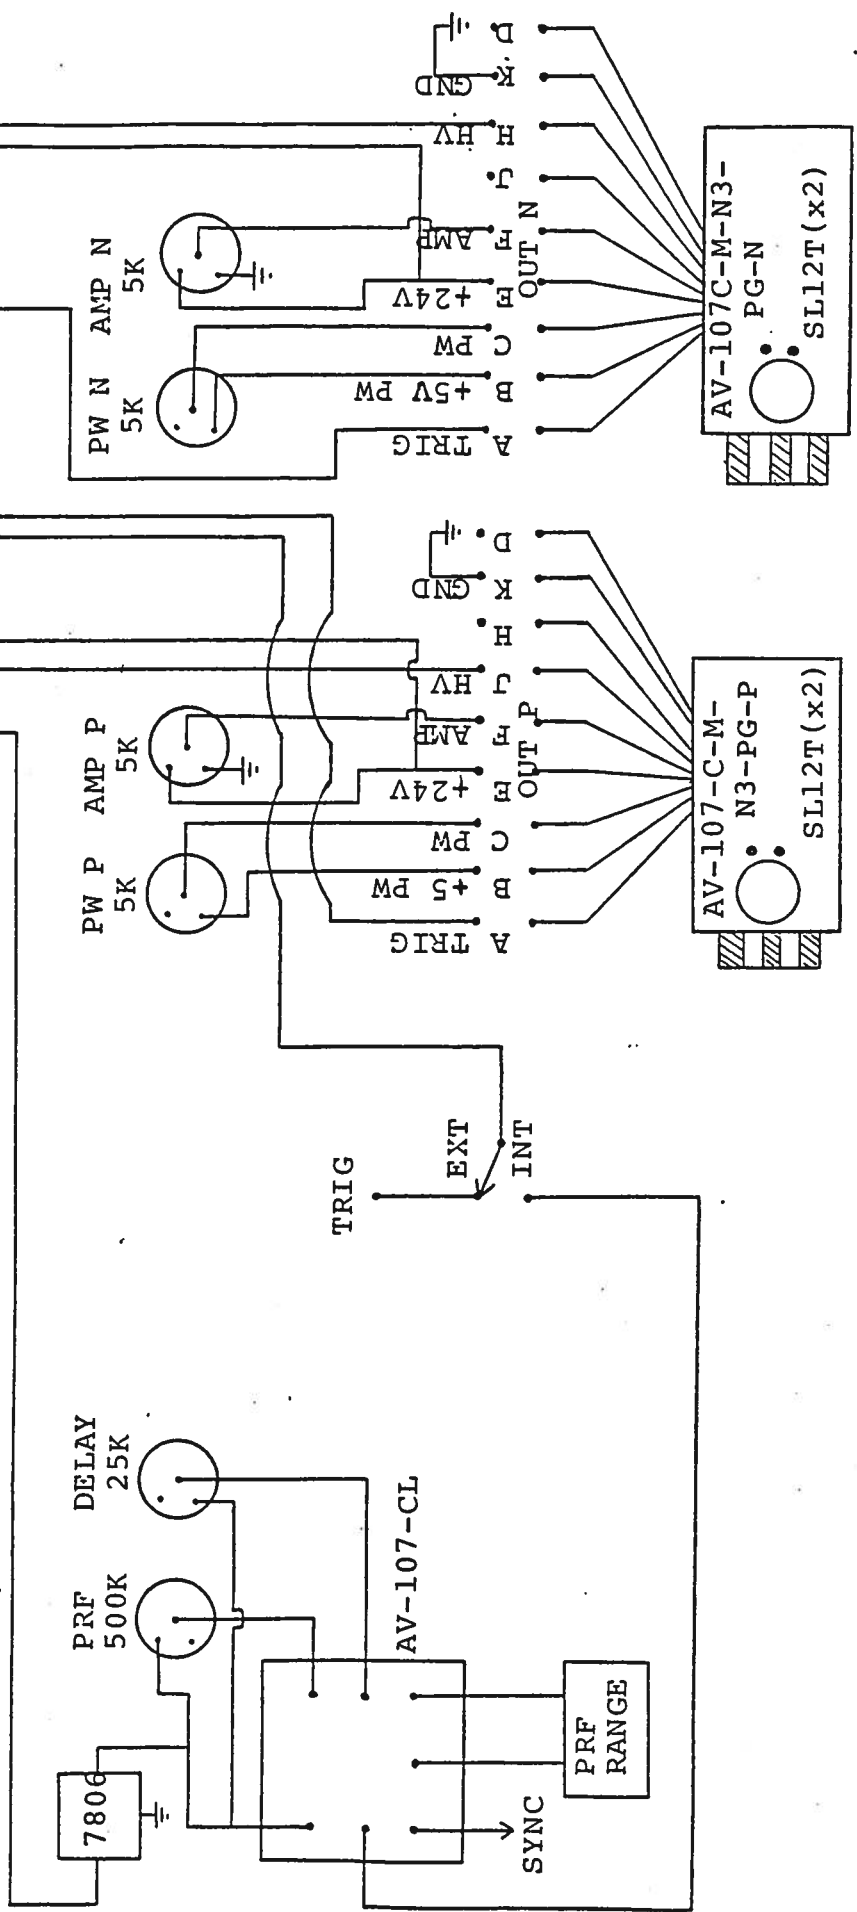 D
K
GND
H
HV
J
F
AMP
E
+24V
C PW
B
+5V PW
A
TRIG
OUT N
AMP N
5K
PW N
5K
AV-107C-M-N3-
PG-N
SL12T(x2)
D
K
GND
H
J
HV
F
AMP
E
+24V
C PW
B
+5 PW
A
TRIG
OUT P
AMP P
5K
PW P
5K
AV-107-C-M-
N3-PG-P
SL12T(x2)
TRIG
EXT
INT
DELAY
25K
PRF
500K
AV-107-CL
7806
SYNC
PRF
RANGE